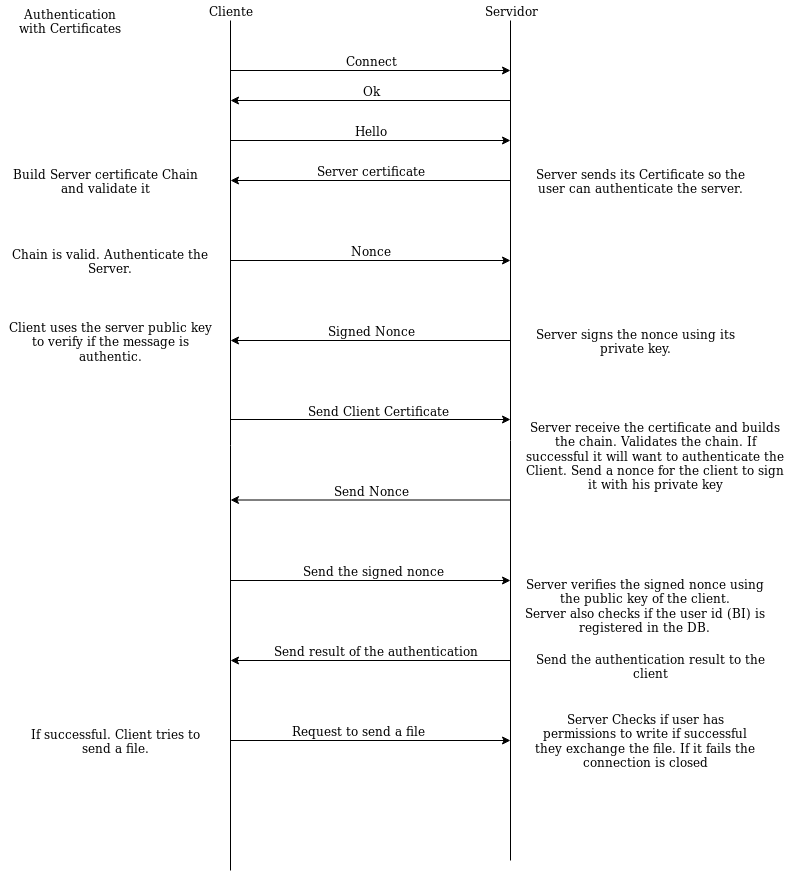 Authentication
with Certificates
Cliente
Servidor
Connect
Ok
Hello
Build Server certificate Chain
and validate it
Server certificate
Server sends its Certificate so the
user can authenticate the server.
Chain is valid. Authenticate the
Server.
Nonce
Client uses the server public key
to verify if the message is
authentic.
Signed Nonce
Server signs the nonce using its
private key.
Send Client Certificate
Server receive the certificate and builds
the chain. Validates the chain. If
successful it will want to authenticate the
Client. Send a nonce for the client to sign
it with his private key
Send Nonce
Send the signed nonce
Server verifies the signed nonce using
the public key of the client.
Server also checks if the user id (BI) is
registered in the DB.
Send result of the authentication
Send the authentication result to the
client
If successful. Client tries to
send a file.
Request to send a file
Server Checks if user has
permissions to write if successful
they exchange the file. If it fails the
connection is closed